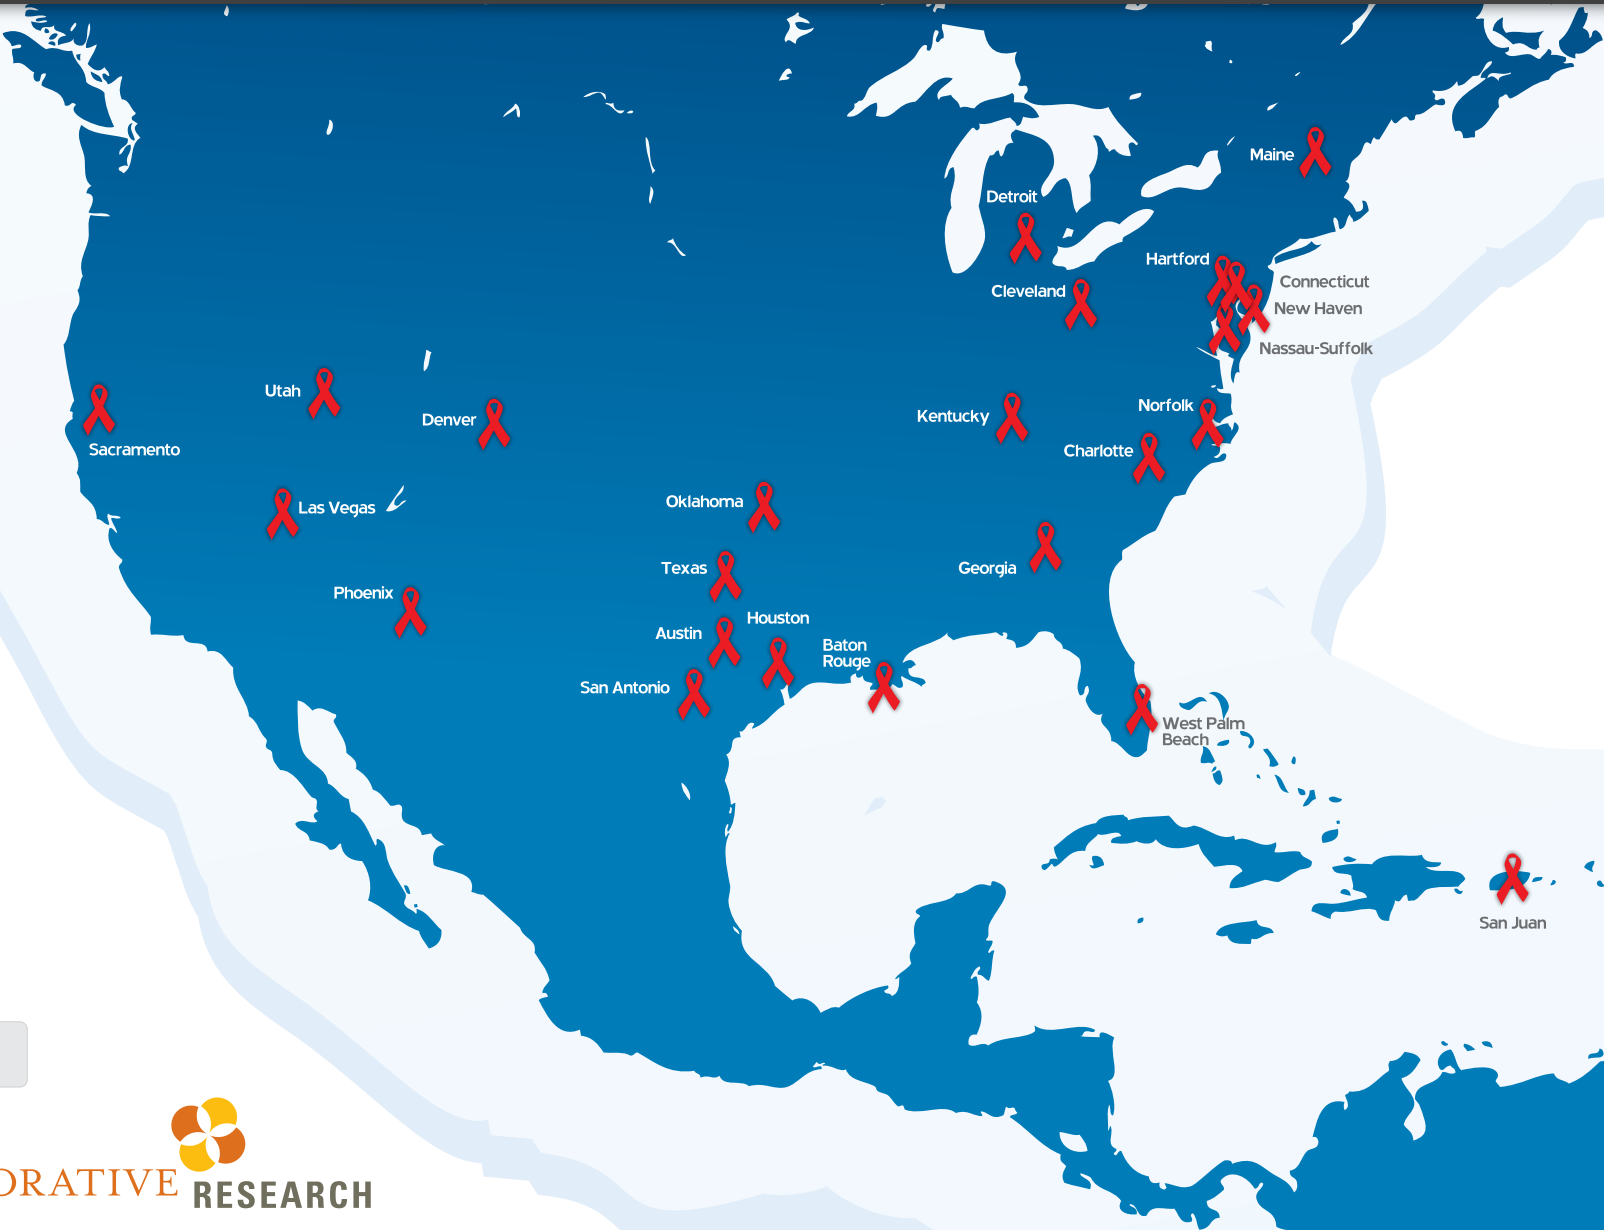 Maine
Detroit
Hartford
Connecticut
Cleveland
New Haven
Nassau-Suffolk
Utah
Denver
Kentucky
Norfolk
Sacramento
Charlotte
Las Vegas
Oklahoma
Texas
Georgia
Phoenix
Houston
Austin
Baton
Rouge
San Antonio
West Palm
Beach
San Juan
ORATIVE
RESEARCH